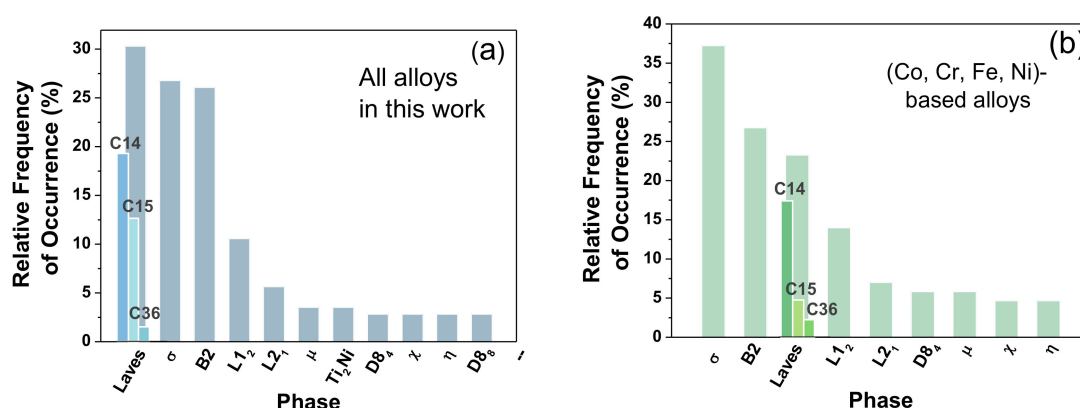 (a)
All alloys
in this work
Relative Frequency
of Occurrence (%)
30
25
20
15
10
5
0
C14
C15
C36
Laves
σ
B2
L1₂
L2₁
μ
Ti₂Ni
D8₄
χ
η
D8₈
--
Phase
(b)
(Co, Cr, Fe, Ni)-
based alloys
Relative Frequency
of Occurrence (%)
40
35
30
25
20
15
10
5
0
C14
C15
C36
σ
B2
Laves
L1₂
L2₁
D8₄
μ
χ
η
Phase